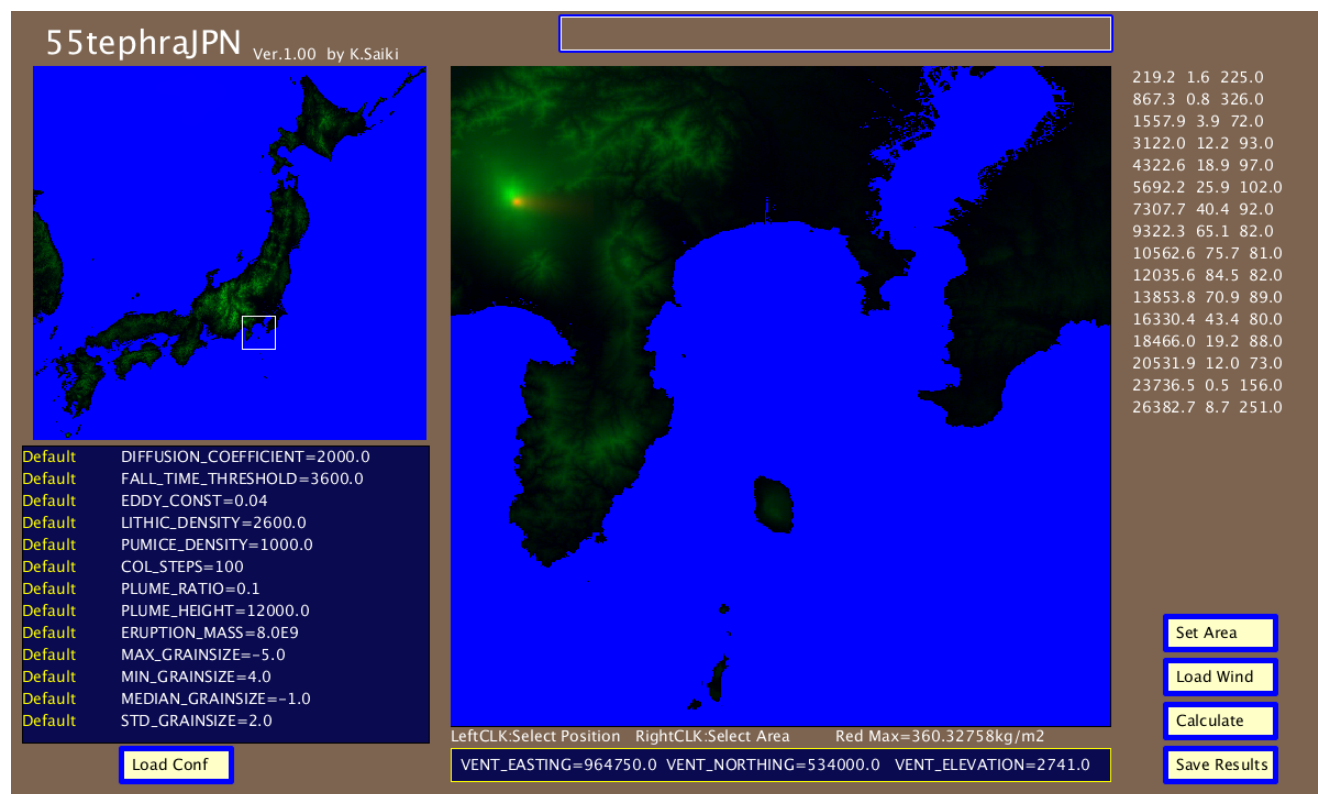 55tephraJPN Ver.1.00 by K.Saiki
219.2 1.6 225.0
867.3 0.8 326.0
1557.9 3.9 72.0
3122.0 12.2 93.0
4322.6 18.9 97.0
5692.2 25.9 102.0
7307.7 40.4 92.0
9322.3 65.1 82.0
10562.6 75.7 81.0
12035.6 84.5 82.0
13853.8 70.9 89.0
16330.4 43.4 80.0
18466.0 19.2 88.0
20531.9 12.0 73.0
23736.5 0.5 156.0
26382.7 8.7 251.0
Default DIFFUSION_COEFFICIENT=2000.0
Default FALL_TIME_THRESHOLD=3600.0
Default EDDY_CONST=0.04
Default LITHIC_DENSITY=2600.0
Default PUMICE_DENSITY=1000.0
Default COL_STEPS=100
Default PLUME_RATIO=0.1
Default PLUME_HEIGHT=12000.0
Default ERUPTION_MASS=8.0E9
Default MAX_GRAINSIZE=-5.0
Default MIN_GRAINSIZE=4.0
Default MEDIAN_GRAINSIZE=-1.0
Default STD_GRAINSIZE=2.0
Load Conf
LeftCLK:Select Position RightCLK:Select Area Red Max=360.32758kg/m2
VENT_EASTING=964750.0 VENT_NORTHING=534000.0 VENT_ELEVATION=2741.0
Set Area
Load Wind
Calculate
Save Results